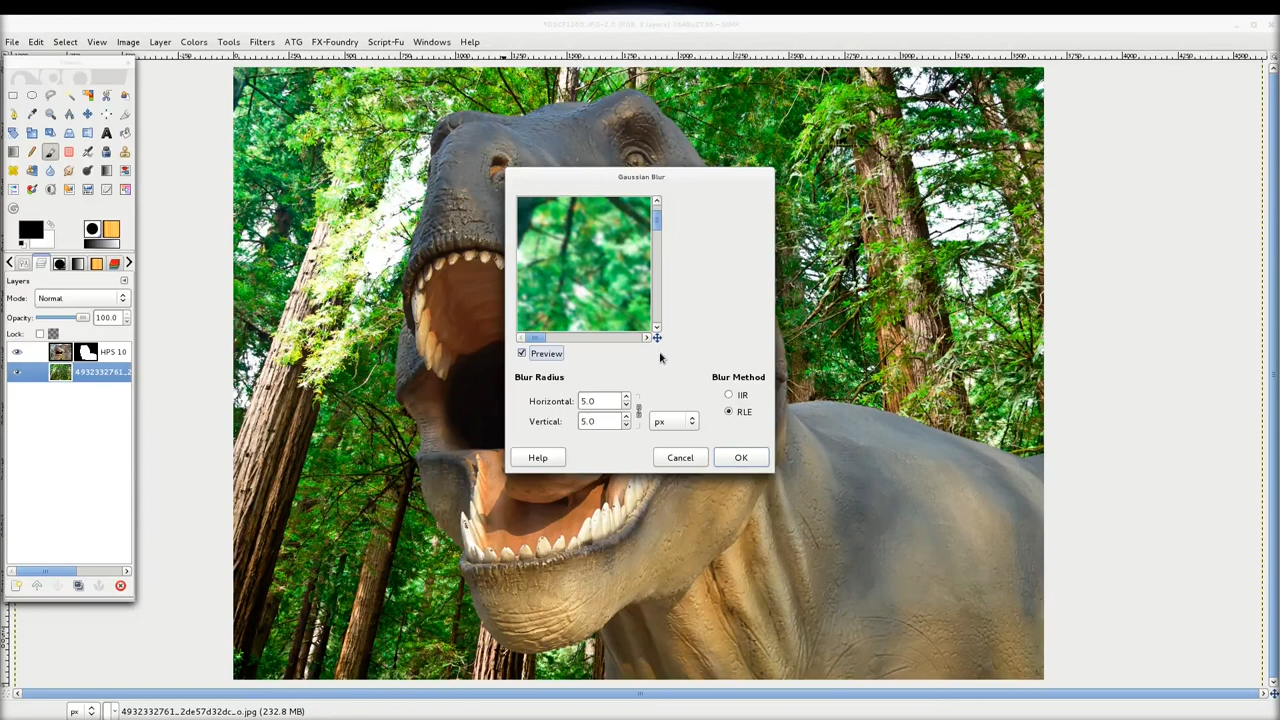 File Edit Select View Image Layer Colors Tools Filters ATG FX-Foundry Script-Fu Windows Help
Gaussian Blur
Layers
Mode: Normal
Opacity: 100.0
Lock:
HPS 10
4932332761_2
Preview
Blur Radius
Horizontal: 5.0
Vertical: 5.0
px
Blur Method
IIR
RLE
Help
Cancel
OK
px 4932332761_2de57d32dc_o.jpg (232.8 MB)